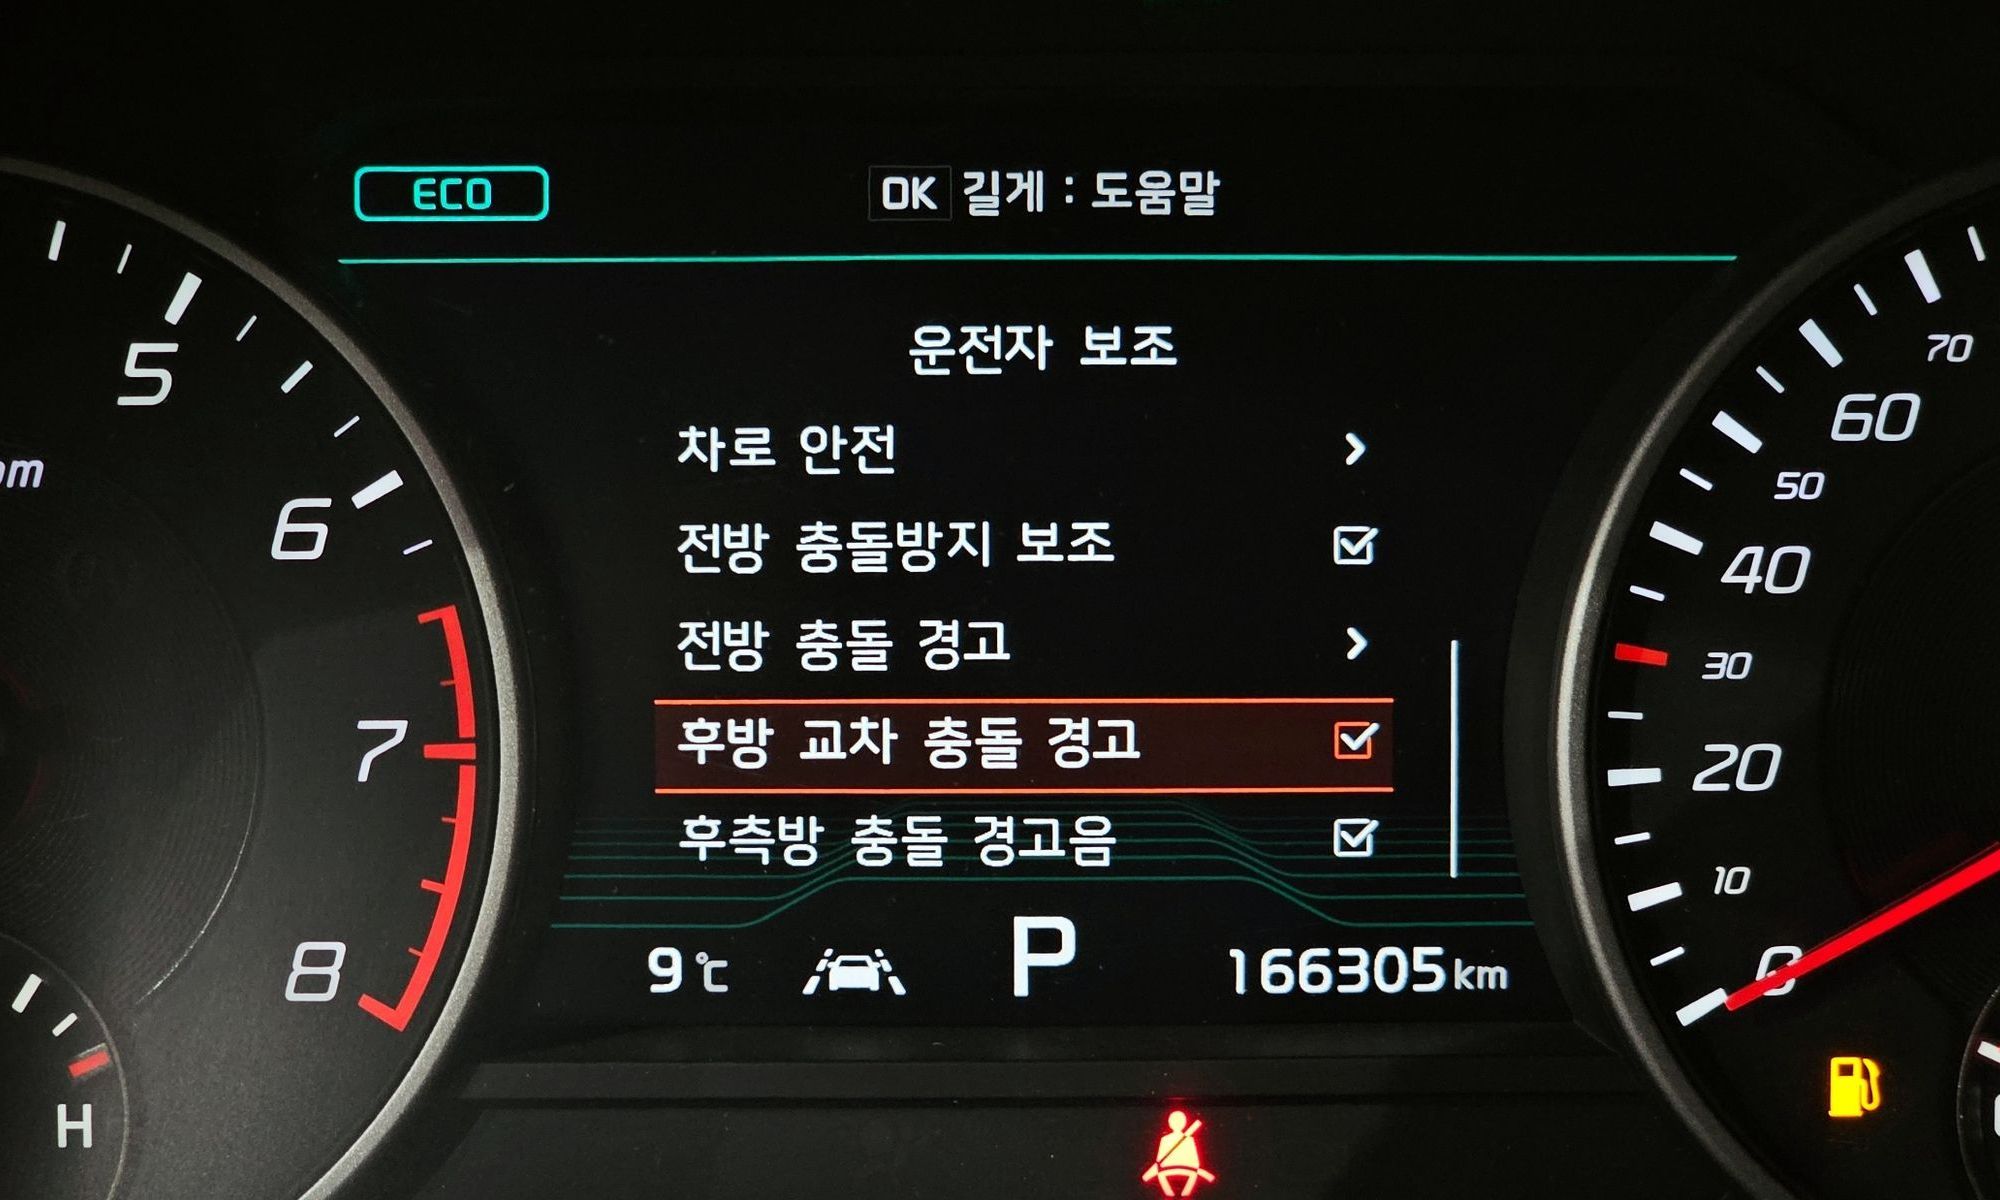 ECO
OK 길게 : 도움말
운전자 보조
차로 안전
전방 충돌방지 보조
전방 충돌 경고
후방 교차 충돌 경고
후측방 충돌 경고음
9℃ P 166305km
5
6
7
8
H
70
60
50
40
30
20
10
0